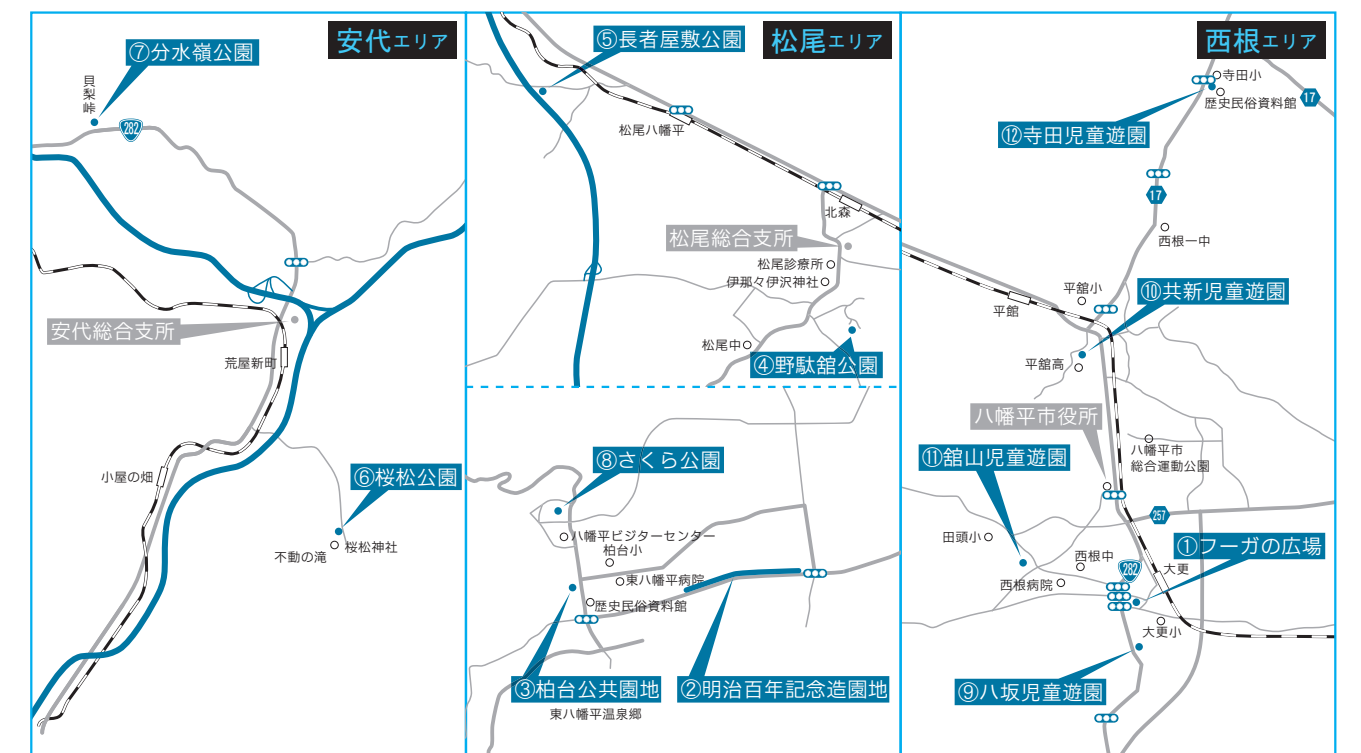 安代エリア
⑦分水嶺公園
貝梨峠
282
安代総合支所
荒屋新町
小屋の畑
⑥桜松公園
桜松神社
不動の滝
松尾エリア
⑤長者屋敷公園
松尾八幡平
北森
松尾総合支所
松尾診療所
伊那々伊沢神社
松尾中
④野駄舘公園
⑧さくら公園
八幡平ビジターセンター
柏台小
東八幡平病院
歴史民俗資料館
③柏台公共園地
②明治百年記念造園地
東八幡平温泉郷
西根エリア
寺田小
歴史民俗資料館
17
⑫寺田児童遊園
17
西根一中
平舘小
⑩共新児童遊園
平館
平舘高
八幡平市役所
八幡平市
総合運動公園
⑪舘山児童遊園
257
田頭小
①フーガの広場
西根中
282
大更
西根病院
大更小
⑨八坂児童遊園